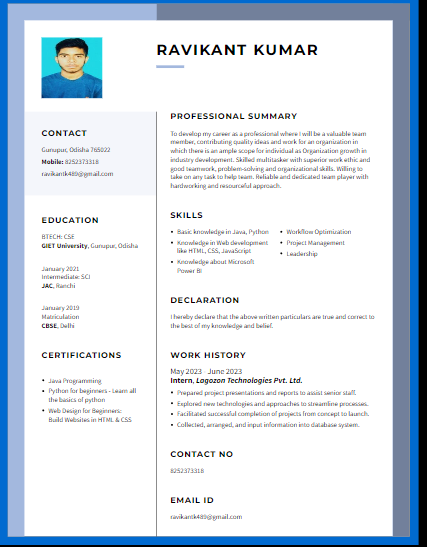 RAVIKANT KUMAR
CONTACT
Gunupur, Odisha 765022
Mobile: 8252373318
ravikantk489@gmail.com
EDUCATION
BTECH: CSE
GIET University, Gunupur, Odisha
January 2021
Intermediate: SCI
JAC, Ranchi
January 2019
Matriculation
CBSE, Delhi
CERTIFICATIONS
• Java Programming
• Python for beginners - Learn all
the basics of python
• Web Design for Beginners:
Build Websites in HTML & CSS
PROFESSIONAL SUMMARY
To develop my career as a professional where I will be a valuable team
member, contributing quality ideas and work for an organization in
which there is an ample scope for individual as Organization growth in
industry development. Skilled multitasker with superior work ethic and
good teamwork, problem-solving and organizational skills. Willing to
take on any task to help team. Reliable and dedicated team player with
hardworking and resourceful approach.
SKILLS
• Basic knowledge in Java, Python
• Knowledge in Web development
like HTML, CSS, JavaScript
• Knowledge about Microsoft
Power BI
• Workflow Optimization
• Project Management
• Leadership
DECLARATION
I hereby declare that the above written particulars are true and correct to
the best of my knowledge and belief.
WORK HISTORY
May 2023 - June 2023
Intern, Lagozon Technologies Pvt. Ltd.
• Prepared project presentations and reports to assist senior staff.
• Explored new technologies and approaches to streamline processes.
• Facilitated successful completion of projects from concept to launch.
• Collected, arranged, and input information into database system.
CONTACT NO
8252373318
EMAIL ID
ravikantk489@gmail.com